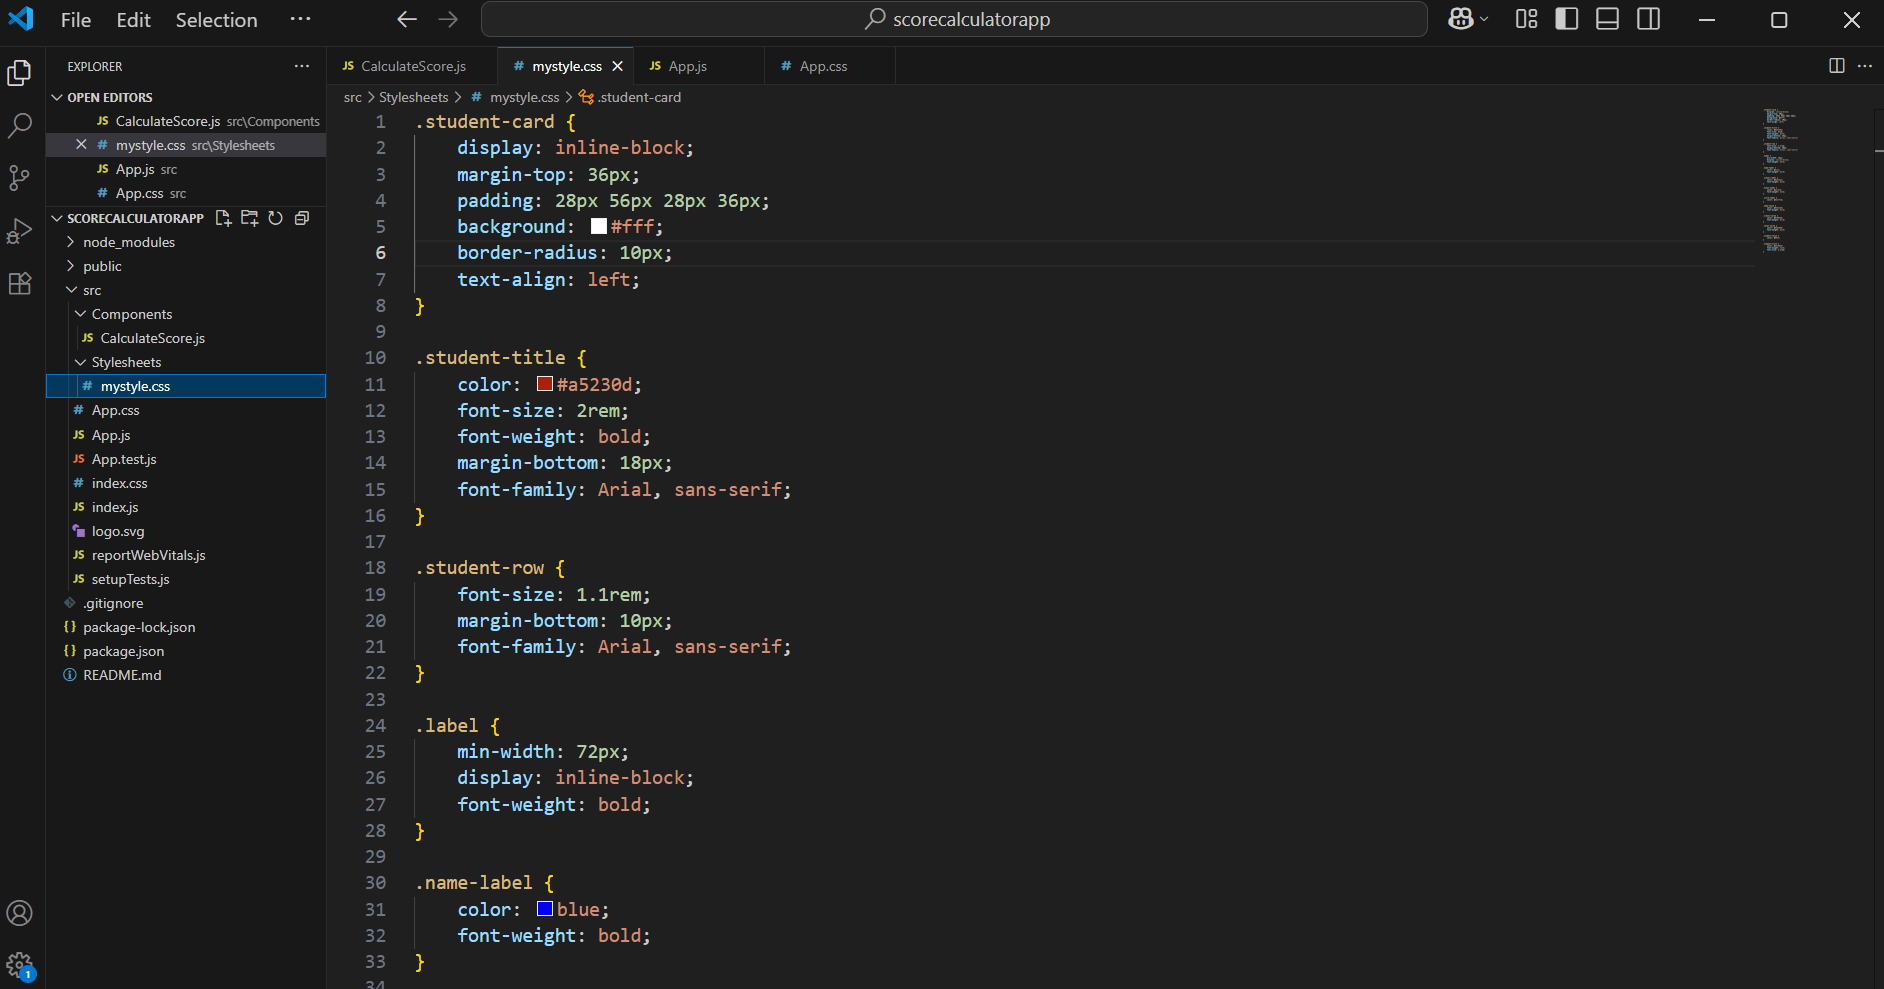 File Edit Selection ···
scorecalculatorapp
EXPLORER ···
OPEN EDITORS
JS CalculateScore.js src\Components
# mystyle.css src\Stylesheets
JS App.js src
# App.css src
SCORECALCULATORAPP
node_modules
public
src
Components
JS CalculateScore.js
Stylesheets
# mystyle.css
# App.css
JS App.js
JS App.test.js
# index.css
JS index.js
logo.svg
JS reportWebVitals.js
JS setupTests.js
.gitignore
{} package-lock.json
{} package.json
README.md
1
JS CalculateScore.js # mystyle.css JS App.js # App.css ···
src > Stylesheets > # mystyle.css > .student-card
1 .student-card {
2 display: inline-block;
3 margin-top: 36px;
4 padding: 28px 56px 28px 36px;
5 background: #fff;
6 border-radius: 10px;
7 text-align: left;
8 }
9
10 .student-title {
11 color: #a5230d;
12 font-size: 2rem;
13 font-weight: bold;
14 margin-bottom: 18px;
15 font-family: Arial, sans-serif;
16 }
17
18 .student-row {
19 font-size: 1.1rem;
20 margin-bottom: 10px;
21 font-family: Arial, sans-serif;
22 }
23
24 .label {
25 min-width: 72px;
26 display: inline-block;
27 font-weight: bold;
28 }
29
30 .name-label {
31 color: blue;
32 font-weight: bold;
33 }
34